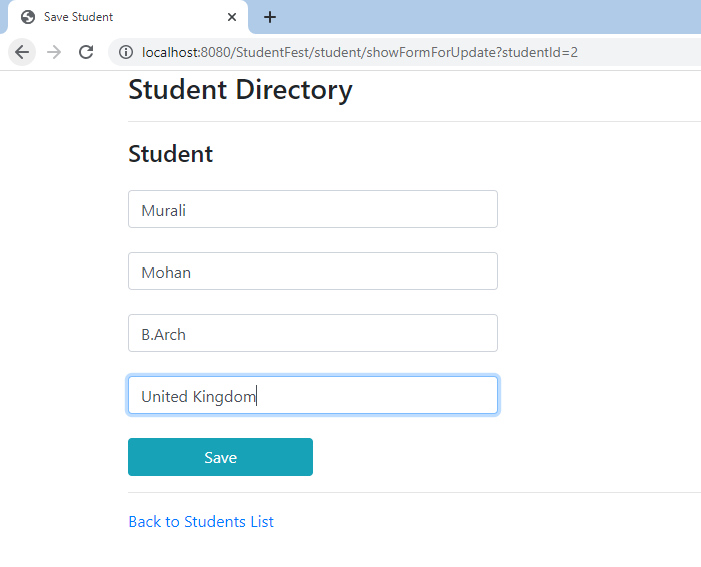 Save Student
localhost:8080/StudentFest/student/showFormForUpdate?studentId=2
Student Directory
Student
Murali
Mohan
B.Arch
United Kingdom
Save
Back to Students List